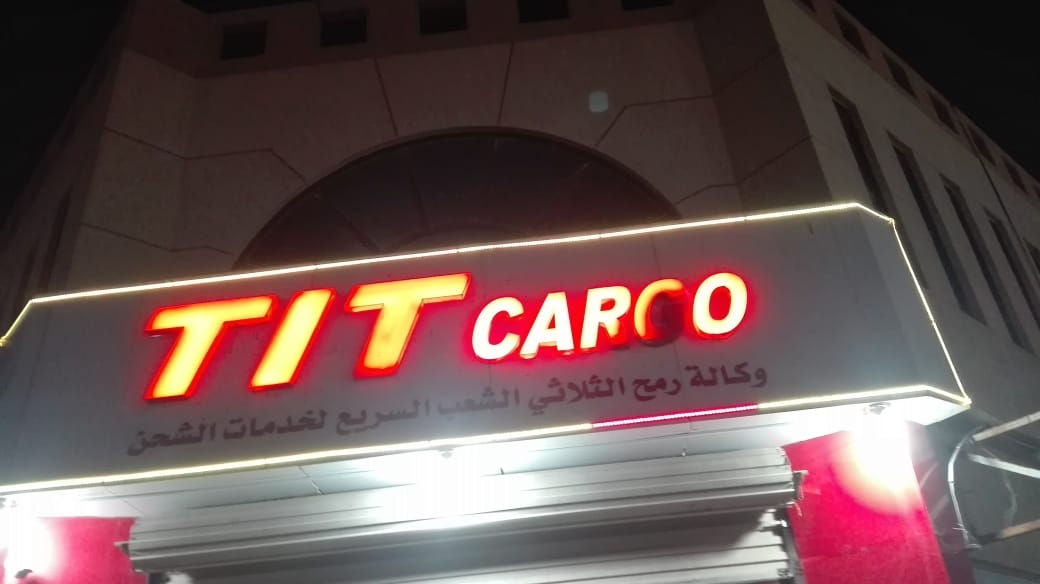 TIT CARGO
وكالة رمح الثلاثي الشعب السريع لخدمات الشحن